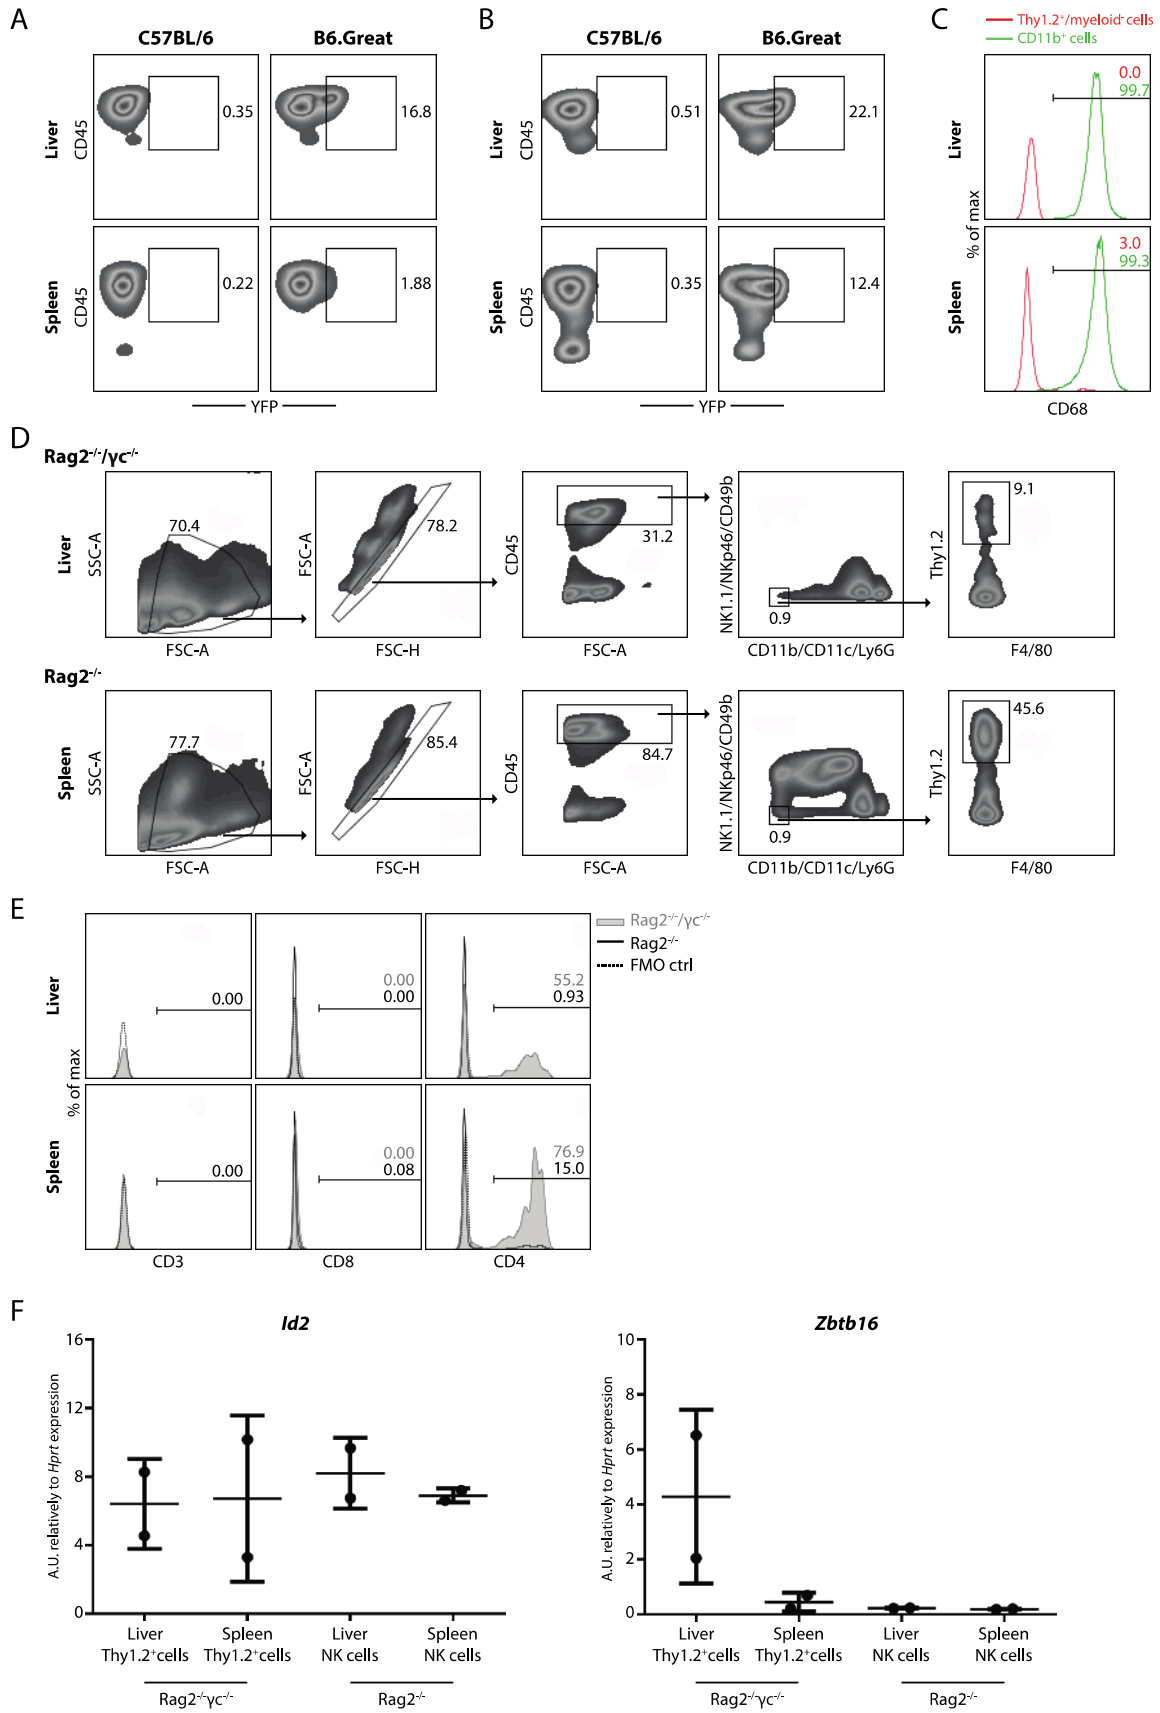 A
C57BL/6
B6.Great
Liver
CD45
0.35
16.8
Spleen
CD45
0.22
1.88
YFP
B
C57BL/6
B6.Great
Liver
CD45
0.51
22.1
Spleen
CD45
0.35
12.4
YFP
C
Thy1.2⁺/myeloid⁻ cells
CD11b⁺ cells
Liver
0.0
99.7
% of max
Spleen
3.0
99.3
CD68
D
Rag2⁻/⁻/γc⁻/⁻
Liver
SSC-A
70.4
FSC-A
FSC-A
78.2
FSC-H
CD45
31.2
FSC-A
NK1.1/NKp46/CD49b
0.9
CD11b/CD11c/Ly6G
Thy1.2
9.1
F4/80
Rag2⁻/⁻
Spleen
SSC-A
77.7
FSC-A
FSC-A
85.4
FSC-H
CD45
84.7
FSC-A
NK1.1/NKp46/CD49b
0.9
CD11b/CD11c/Ly6G
Thy1.2
45.6
F4/80
E
Rag2⁻/⁻/γc⁻/⁻
Rag2⁻/⁻
FMO ctrl
Liver
0.00
0.00
0.00
55.2
0.93
% of max
Spleen
0.00
0.00
0.08
76.9
15.0
CD3
CD8
CD4
F
Id2
A.U. relatively to Hprt expression
16
12
8
4
0
Liver
Thy1.2⁺cells
Spleen
Thy1.2⁺cells
Liver
NK cells
Spleen
NK cells
Rag2⁻/⁻γc⁻/⁻
Rag2⁻/⁻
Zbtb16
A.U. relatively to Hprt expression
10
8
6
4
2
0
Liver
Thy1.2⁺cells
Spleen
Thy1.2⁺cells
Liver
NK cells
Spleen
NK cells
Rag2⁻/⁻γc⁻/⁻
Rag2⁻/⁻